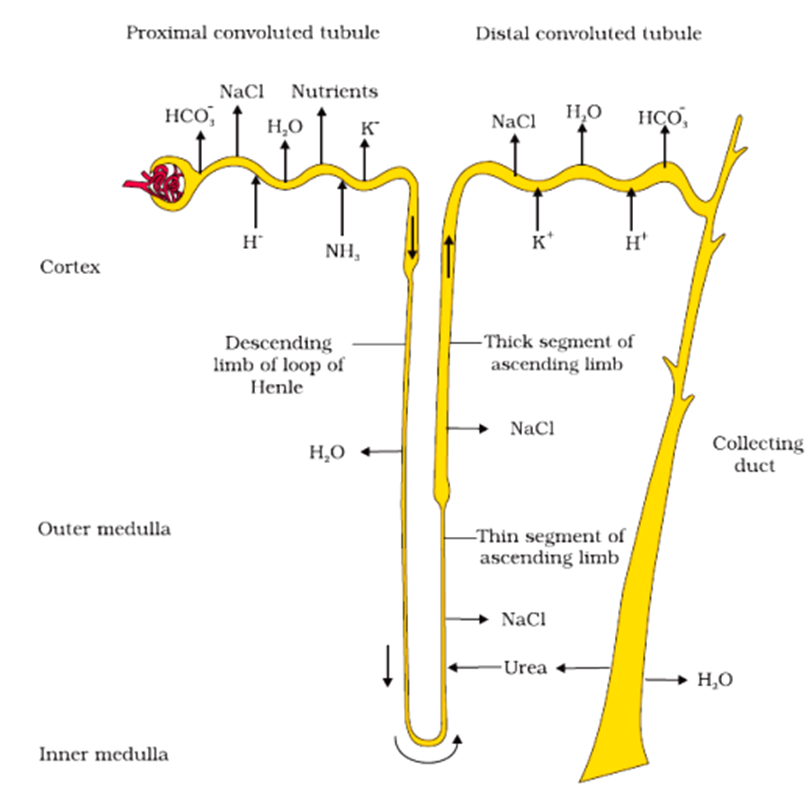 Proximal convoluted tubule
Distal convoluted tubule
NaCl
Nutrients
HCO₃⁻
H₂O
K⁻
NaCl
H₂O
HCO₃⁻
H⁻
NH₃
K⁺
H⁺
Cortex
Descending
limb of loop of
Henle
Thick segment of
ascending limb
NaCl
H₂O
Collecting
duct
Outer medulla
Thin segment of
ascending limb
NaCl
Urea
H₂O
Inner medulla